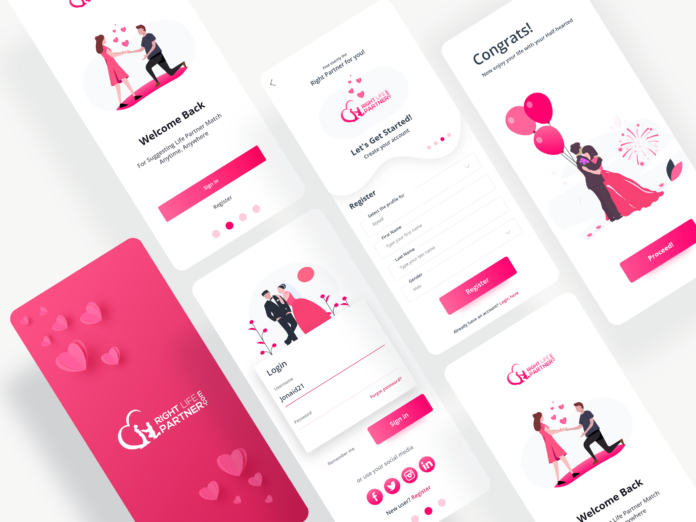 Welcome Back
For Suggesting Life Partner Match
Anytime, Anywhere
Sign In
Register
Find exactly the
Right Partner for you!
RIGHT LIFE
PARTNER
.COM
Let's Get Started!
Create your account
Register
Select the profile for
Myself
First Name
Type your first name
Last Name
Type your last name
Gender
Male
Register
Already have an account? Login here
Congrats!
Now enjoy your life with your Half-hearted
Proceed!
RIGHT LIFE
PARTNER
.COM
Login
Username
Jonaid21
Password
Forgot password?
Sign in
Remember me
or use your social media
New user? Register
RIGHT LIFE
PARTNER
.COM
Welcome Back
Life Partner Match